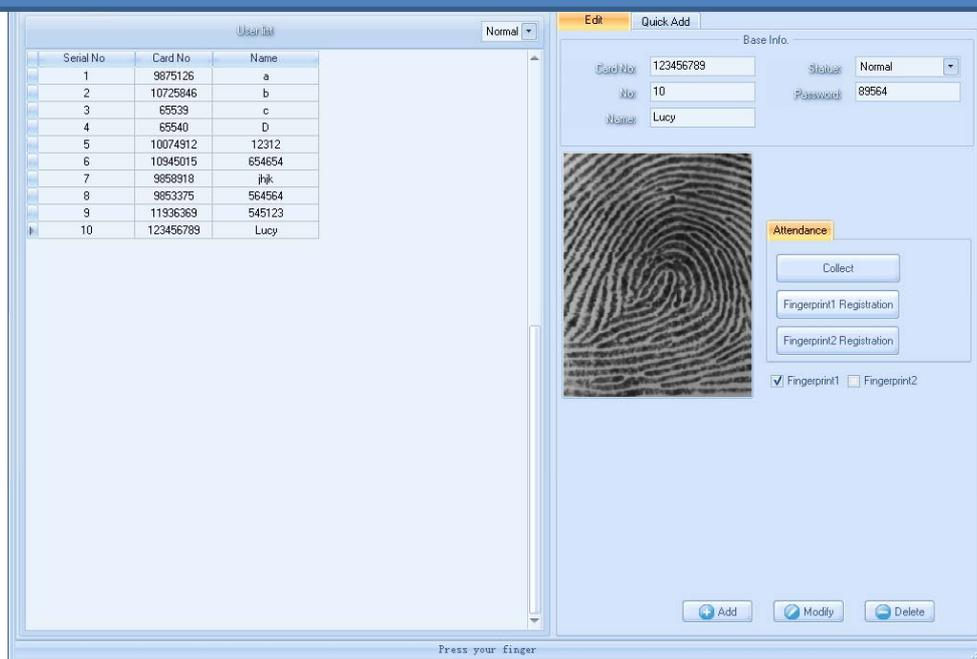 User list Normal
Serial No Card No Name
1 9875126 a
2 10725846 b
3 65539 c
4 65540 D
5 10074912 12312
6 10945015 654654
7 9858918 jhjk
8 9853375 564564
9 11936369 545123
10 123456789 Lucy
Edit Quick Add
Base Info.
Card No: 123456789 Status: Normal
No: 10 Password: 89564
Name: Lucy
Attendance
Collect
Fingerprint1 Registration
Fingerprint2 Registration
Fingerprint1 Fingerprint2
Add Modify Delete
Press your finger